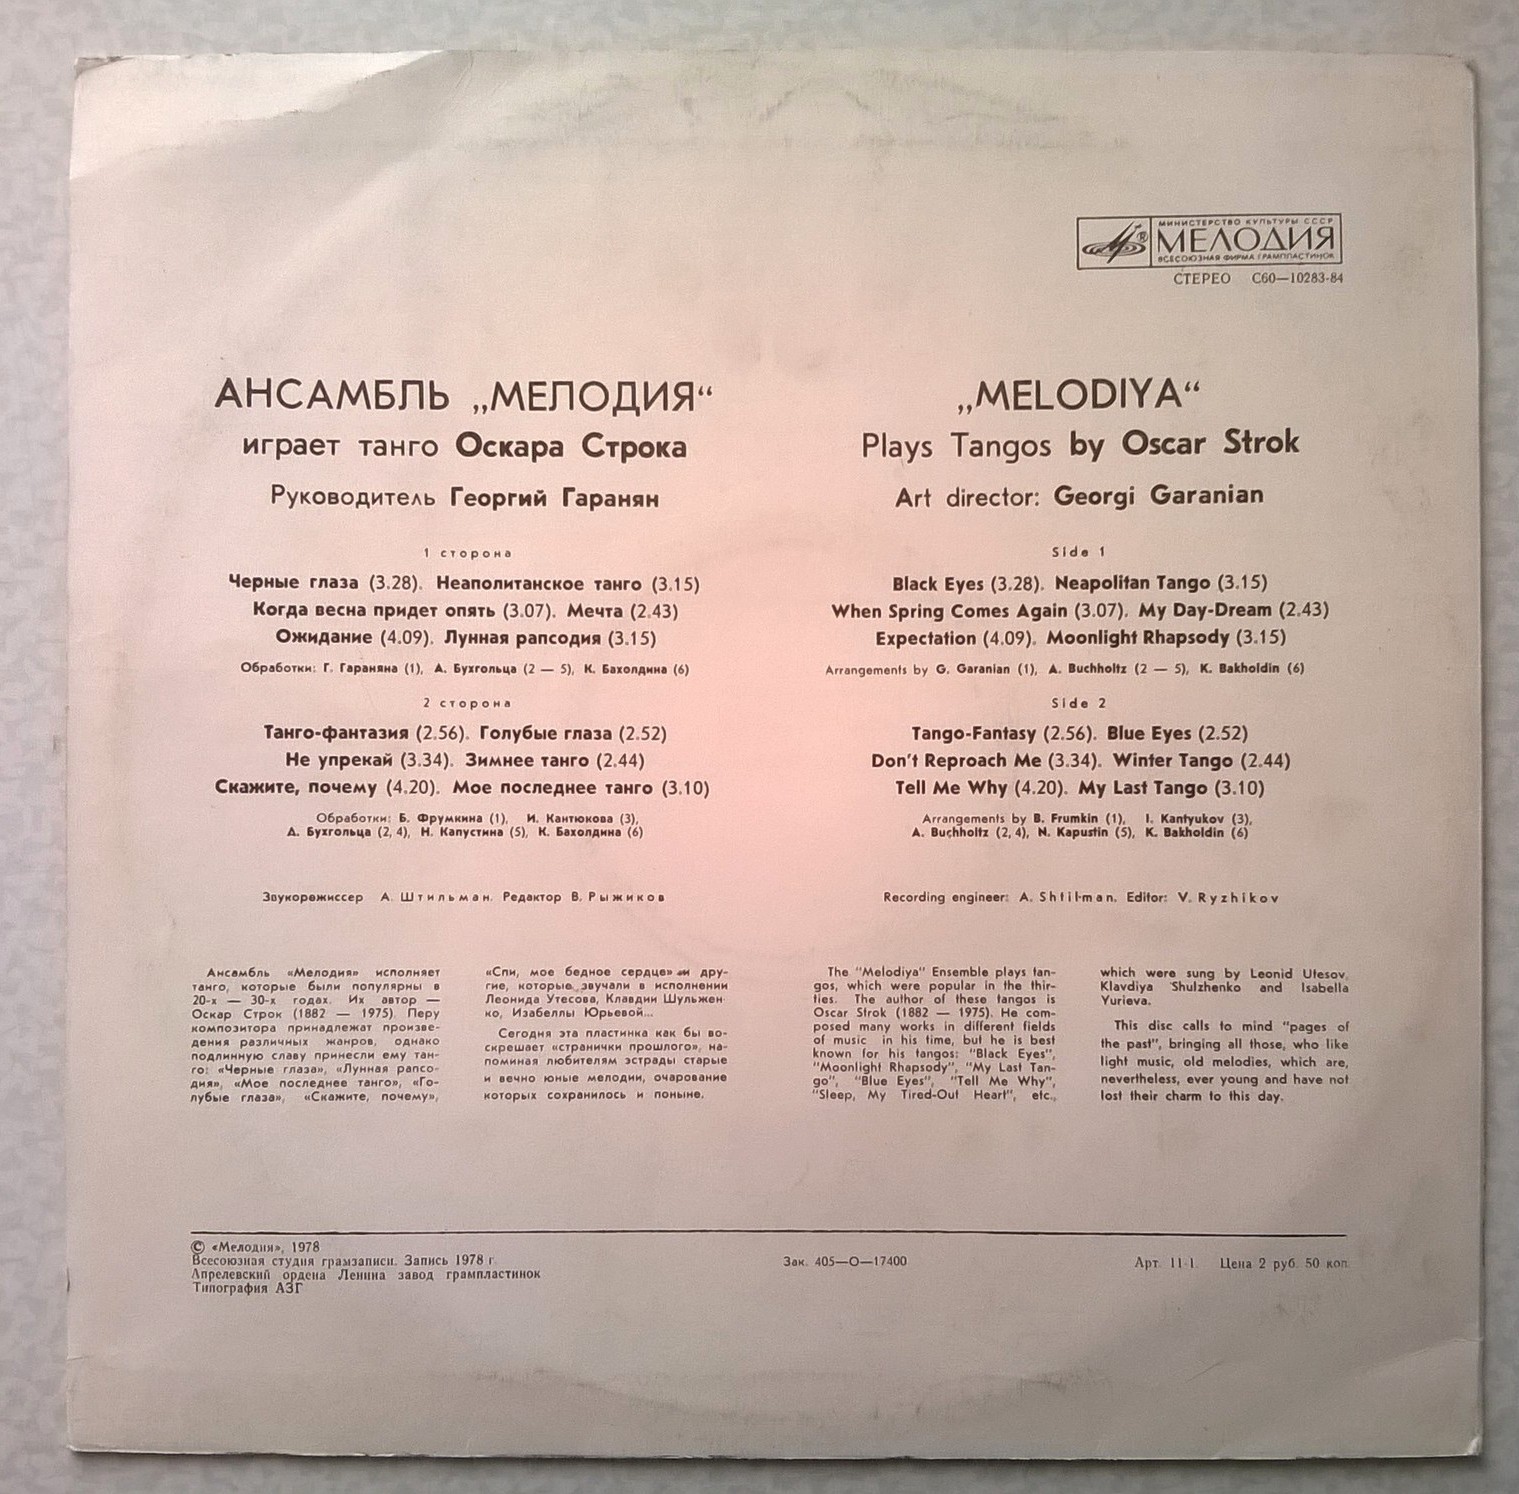 МИНИСТЕРСТВО КУЛЬТУРЫ СССР
МЕЛОДИЯ
ВСЕСОЮЗНАЯ ФИРМА ГРАМПЛАСТИНОК
СТЕРЕО С60—10283-84
АНСАМБЛЬ „МЕЛОДИЯ“
играет танго Оскара Строка
Руководитель Георгий Гаранян
1 сторона
Черные глаза (3.28). Неаполитанское танго (3.15)
Когда весна придет опять (3.07). Мечта (2.43)
Ожидание (4.09). Лунная рапсодия (3.15)
Обработки: Г. Гараняна (1), А. Бухгольца (2 — 5), К. Бахолдина (6)
2 сторона
Танго-фантазия (2.56). Голубые глаза (2.52)
Не упрекай (3.34). Зимнее танго (2.44)
Скажите, почему (4.20). Мое последнее танго (3.10)
Обработки: Б. Фрумкина (1), И. Кантюкова (3),
А. Бухгольца (2, 4), Н. Капустина (5), К. Бахолдина (6)
Звукорежиссер А. Штильман. Редактор В. Рыжиков
„MELODIYA“
Plays Tangos by Oscar Strok
Art director: Georgi Garanian
Side 1
Black Eyes (3.28). Neapolitan Tango (3.15)
When Spring Comes Again (3.07). My Day-Dream (2.43)
Expectation (4.09). Moonlight Rhapsody (3.15)
Arrangements by G. Garanian (1), A. Buchholtz (2 — 5), K. Bakholdin (6)
Side 2
Tango-Fantasy (2.56). Blue Eyes (2.52)
Don't Reproach Me (3.34). Winter Tango (2.44)
Tell Me Why (4.20). My Last Tango (3.10)
Arrangements by B. Frumkin (1), I. Kantyukov (3),
A. Buchholtz (2, 4), N. Kapustin (5), K. Bakholdin (6)
Recording engineer: A. Shtilman. Editor: V. Ryzhikov
Ансамбль «Мелодия» исполняет
танго, которые были популярны в
20-х — 30-х годах. Их автор —
Оскар Строк (1882 — 1975). Перу
композитора принадлежат произве-
дения различных жанров, однако
подлинную славу принесли ему тан-
го: «Черные глаза», «Лунная рапсо-
дия», «Мое последнее танго», «Го-
лубые глаза», «Скажите, почему»,
«Спи, мое бедное сердце» и дру-
гие, которые звучали в исполнении
Леонида Утесова, Клавдии Шульжен-
ко, Изабеллы Юрьевой...
Сегодня эта пластинка как бы во-
скрешает «странички прошлого», на-
поминая любителям эстрады старые
и вечно юные мелодии, очарование
которых сохранилось и поныне.
The "Melodiya" Ensemble plays tan-
gos, which were popular in the thir-
ties. The author of these tangos is
Oscar Strok (1882 — 1975). He com-
posed many works in different fields
of music in his time, but he is best
known for his tangos: "Black Eyes",
"Moonlight Rhapsody", "My Last Tan-
go", "Blue Eyes", "Tell Me Why",
"Sleep, My Tired-Out Heart", etc.,
which were sung by Leonid Utesov,
Klavdiya Shulzhenko and Isabella
Yurieva.
This disc calls to mind "pages of
the past", bringing all those, who like
light music, old melodies, which are,
nevertheless, ever young and have not
lost their charm to this day.
© «Мелодия», 1978
Всесоюзная студия грамзаписи. Запись 1978 г.
Апрелевский ордена Ленина завод грампластинок
Типография АЗГ
Зак. 405—О—17400
Арт. 11-1. Цена 2 руб. 50 коп.